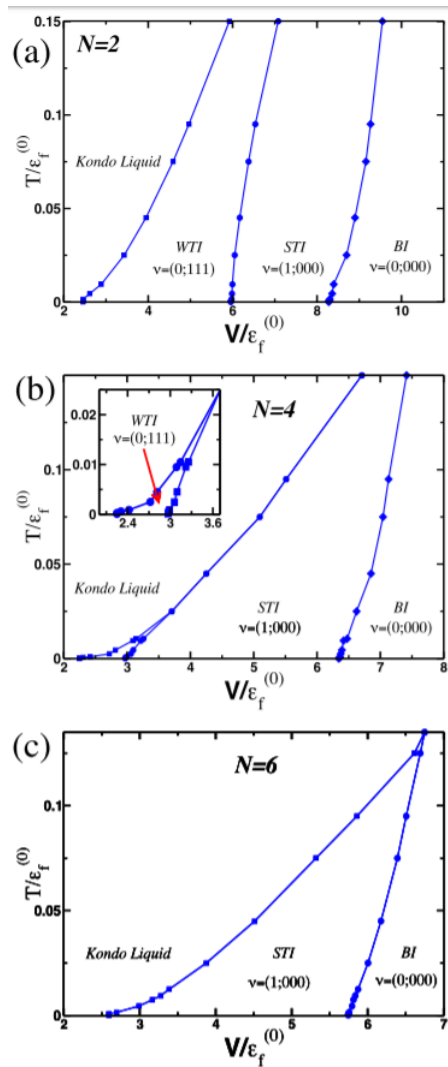 (a)
N=2
0.15
0.1
0.05
0
T/ε_f^(0)
Kondo Liquid
WTI
ν=(0;111)
STI
ν=(1;000)
BI
ν=(0;000)
2 4 6 8 10
V/ε_f^(0)
(b)
N=4
0.02
0.01
0
2.4 3 3.6
WTI
ν=(0;111)
0.1
0.05
0
T/ε_f^(0)
Kondo Liquid
STI
ν=(1;000)
BI
ν=(0;000)
2 3 4 5 6 7 8
V/ε_f^(0)
(c)
N=6
0.1
0.05
0
T/ε_f^(0)
Kondo Liquid
STI
ν=(1;000)
BI
ν=(0;000)
2 3 4 5 6 7
V/ε_f^(0)